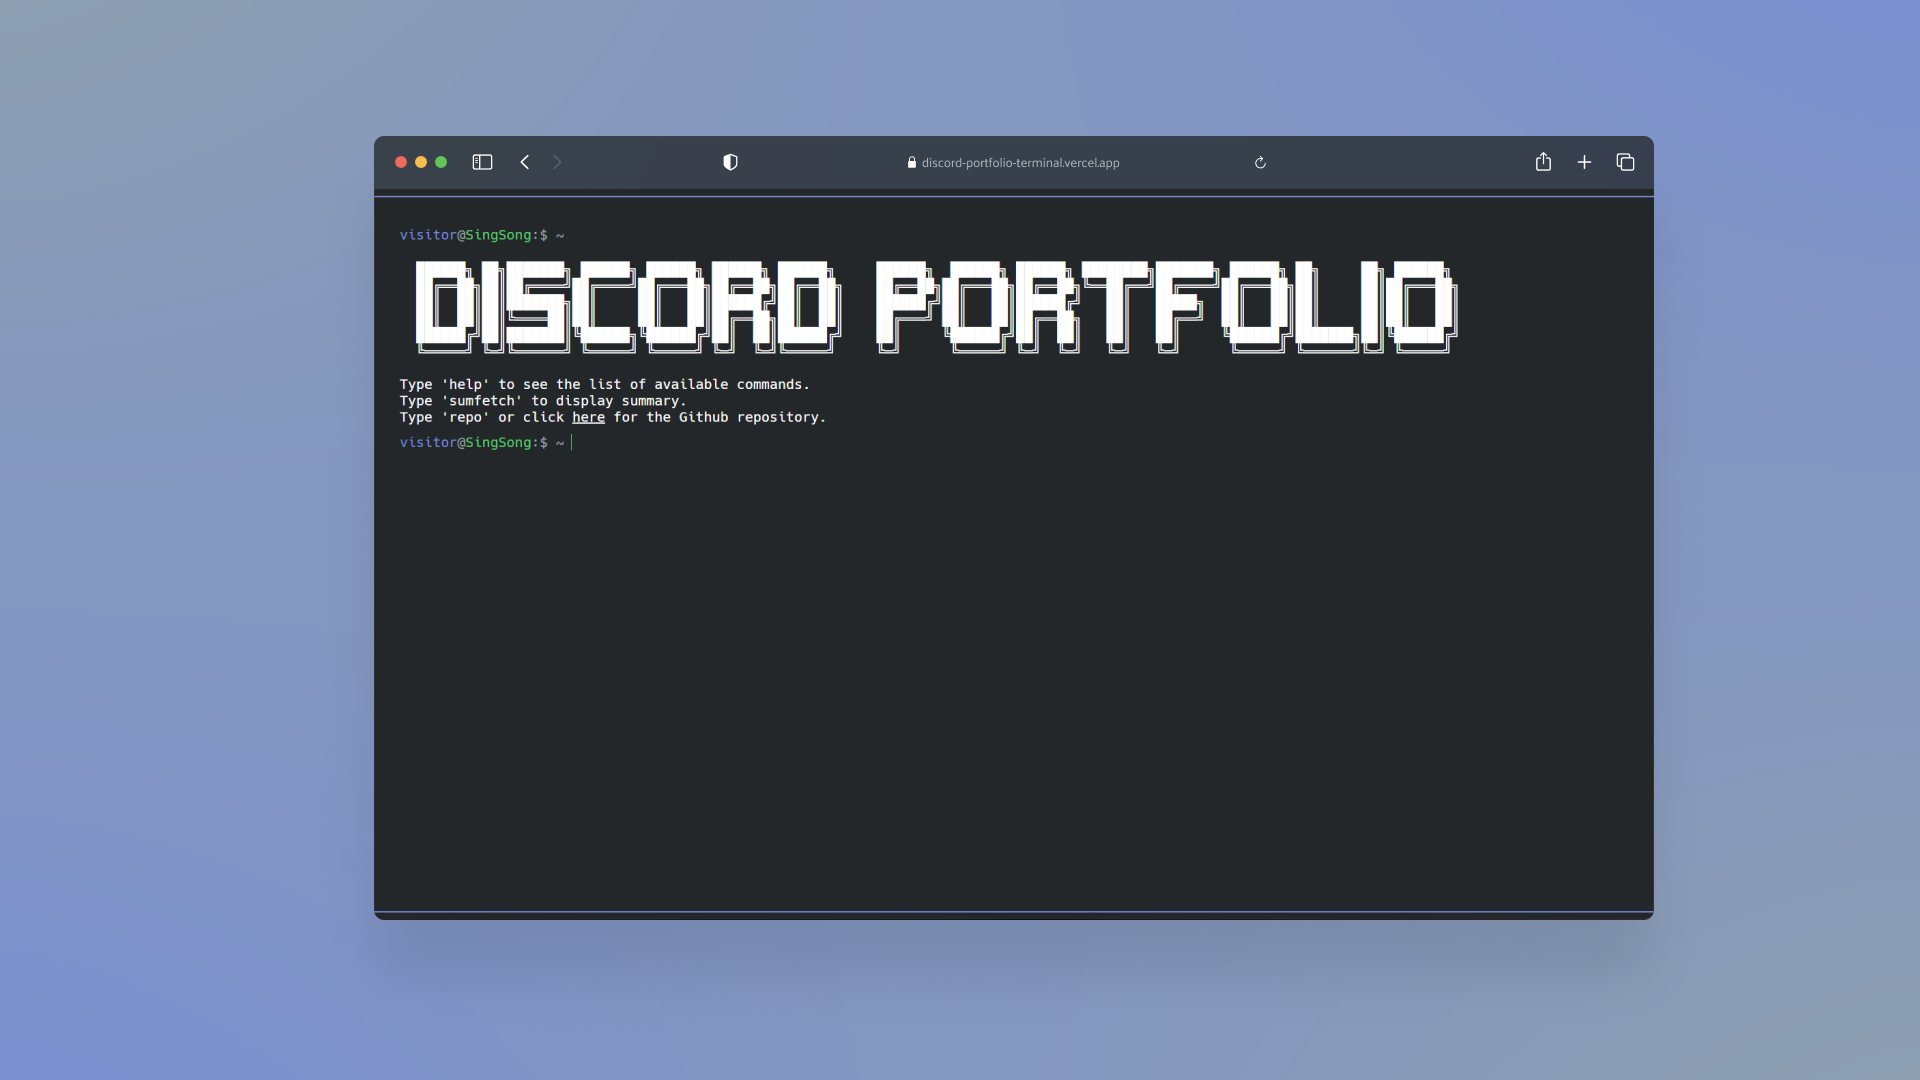 discord-portfolio-terminal.vercel.app
visitor@SingSong:$ ~
DISCORD PORTFOLIO
Type 'help' to see the list of available commands.
Type 'sumfetch' to display summary.
Type 'repo' or click here for the Github repository.
visitor@SingSong:$ ~